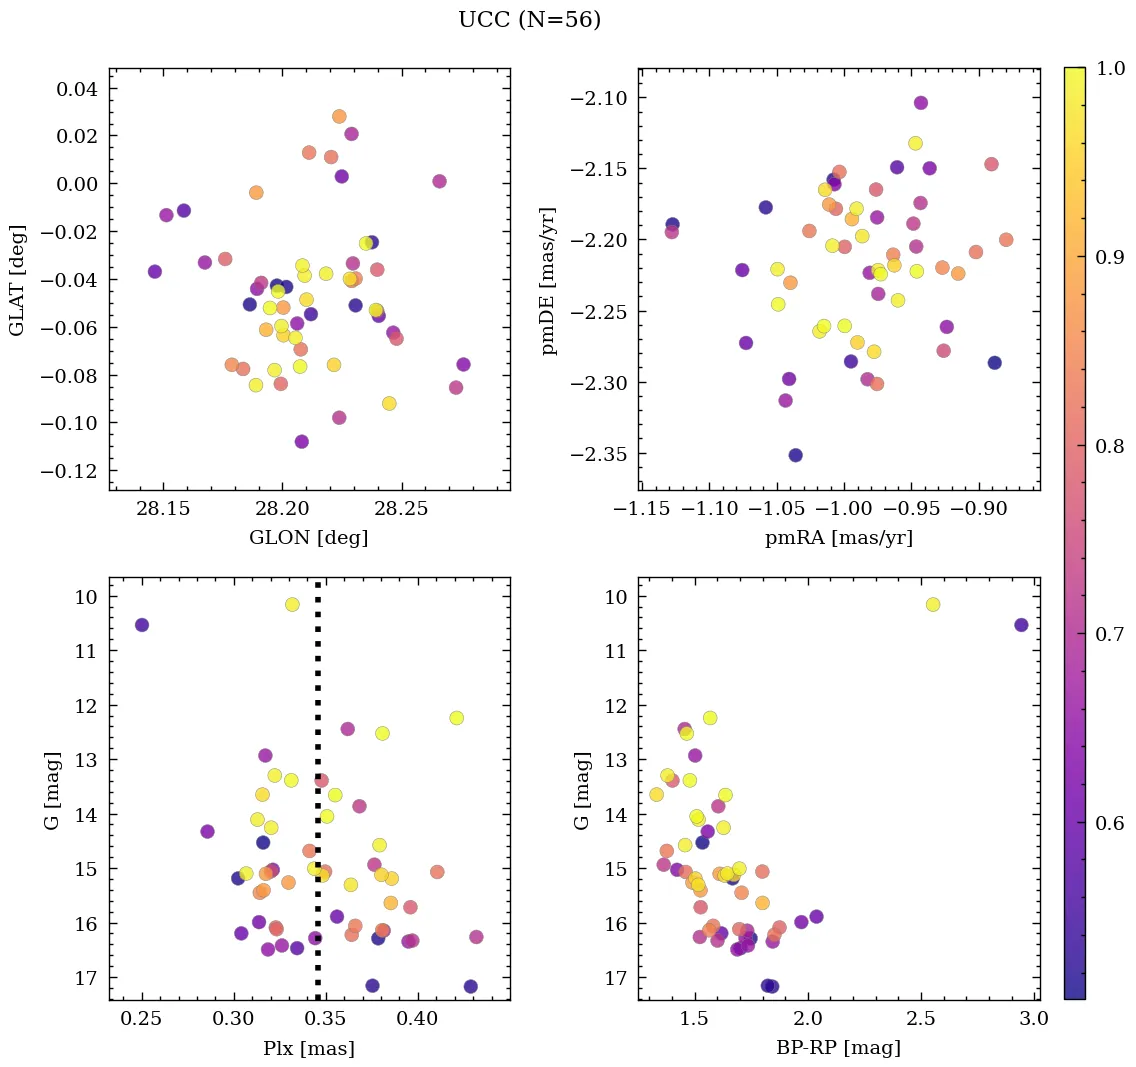 UCC (N=56)
0.04
0.02
0.00
−0.02
−0.04
−0.06
−0.08
−0.10
−0.12
GLAT [deg]
28.15 28.20 28.25
GLON [deg]
−2.10
−2.15
−2.20
−2.25
−2.30
−2.35
pmDE [mas/yr]
−1.15 −1.10 −1.05 −1.00 −0.95 −0.90
pmRA [mas/yr]
10
11
12
13
14
15
16
17
G [mag]
0.25 0.30 0.35 0.40
Plx [mas]
10
11
12
13
14
15
16
17
G [mag]
1.5 2.0 2.5 3.0
BP-RP [mag]
1.0
0.9
0.8
0.7
0.6